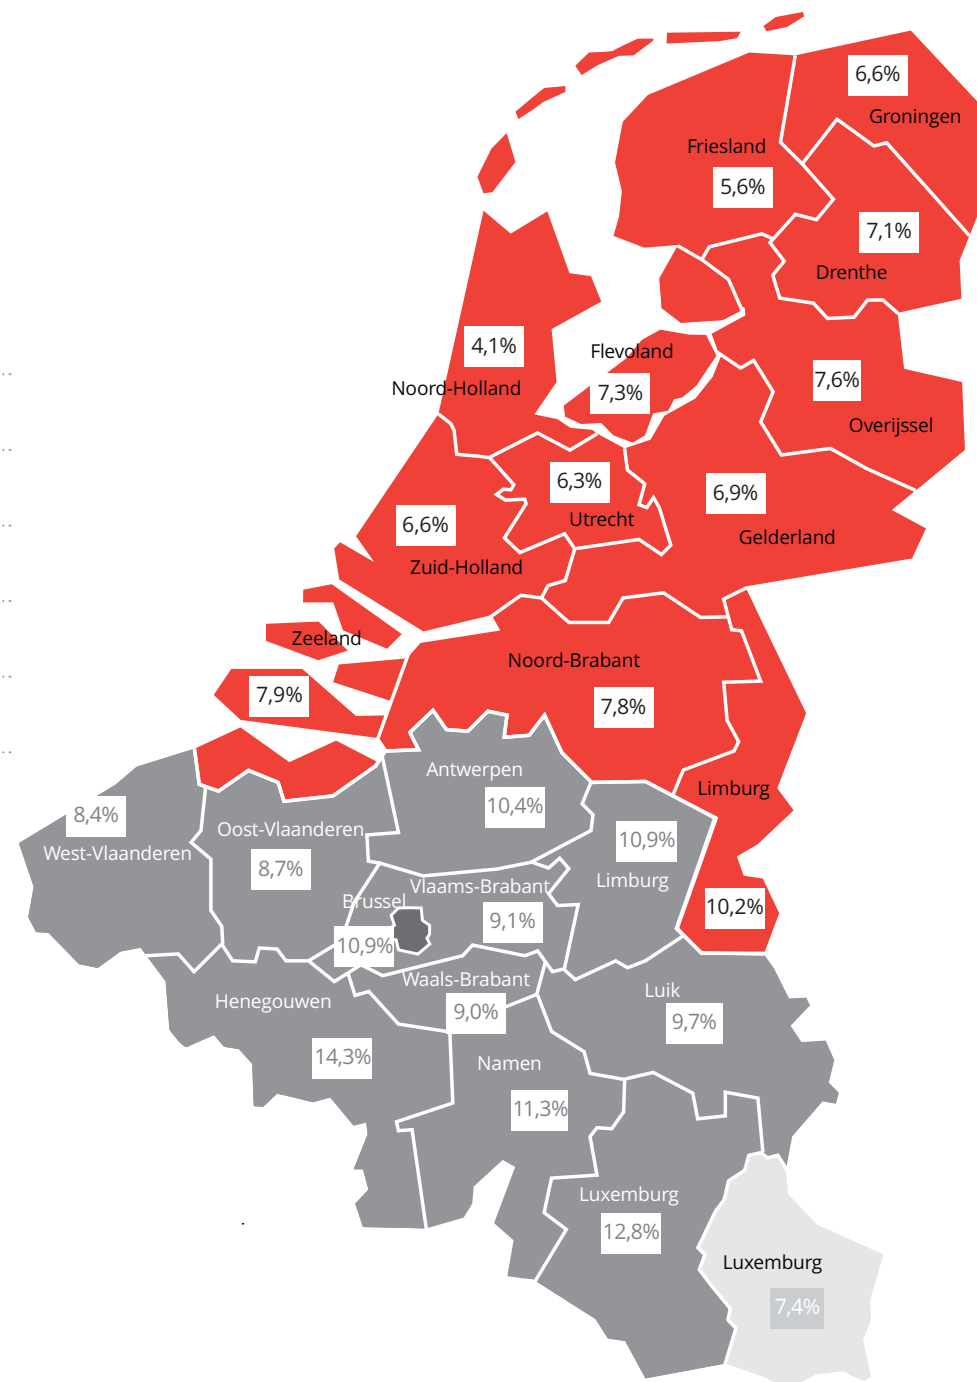 6,6%
Groningen
Friesland
5,6%
7,1%
Drenthe
4,1%
Noord-Holland
Flevoland
7,3%
7,6%
Overijssel
6,3%
Utrecht
6,9%
Gelderland
6,6%
Zuid-Holland
Zeeland
7,9%
Noord-Brabant
7,8%
Limburg
10,2%
Antwerpen
10,4%
8,4%
West-Vlaanderen
Oost-Vlaanderen
8,7%
10,9%
Limburg
Vlaams-Brabant
9,1%
Brussel
10,9%
Waals-Brabant
9,0%
Henegouwen
14,3%
Luik
9,7%
Namen
11,3%
Luxemburg
12,8%
Luxemburg
7,4%